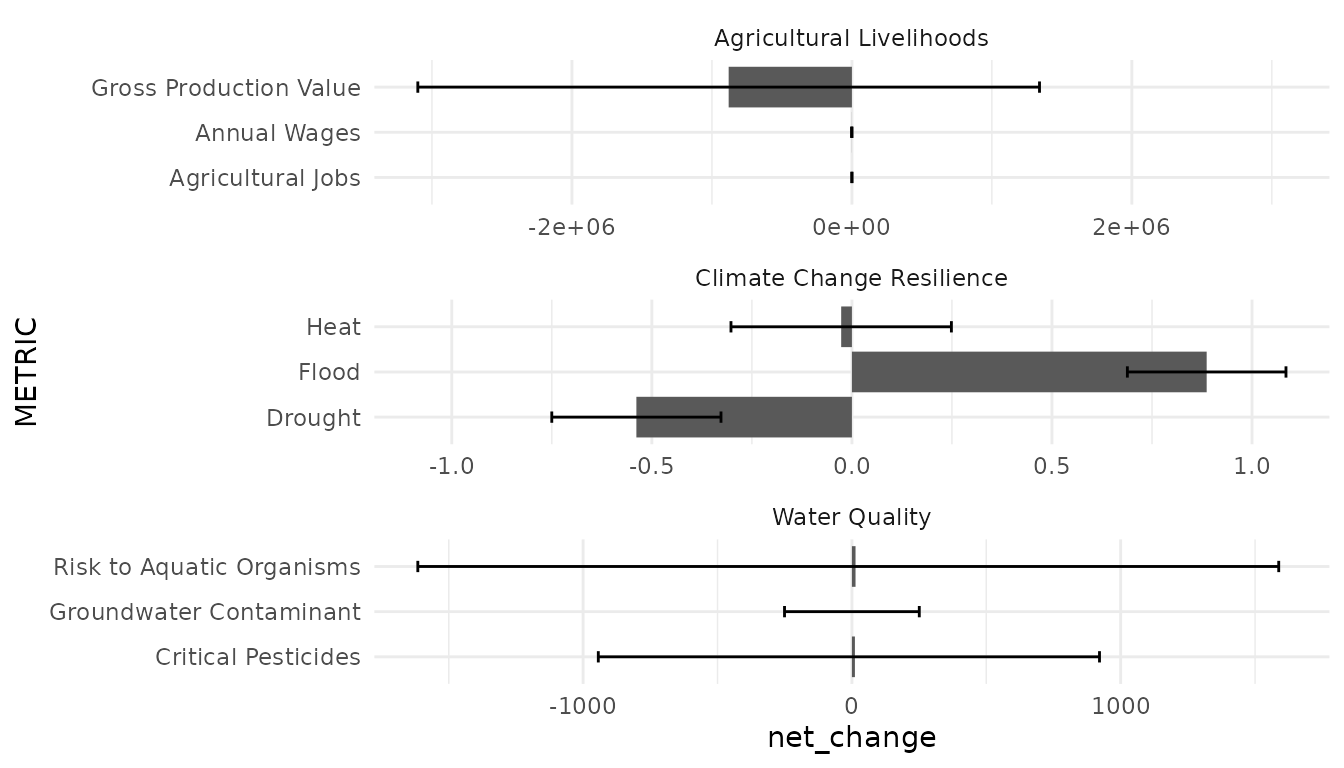 Agricultural Livelihoods
Gross Production Value
Annual Wages
Agricultural Jobs
-2e+06 0e+00 2e+06
Climate Change Resilience
METRIC
Heat
Flood
Drought
-1.0 -0.5 0.0 0.5 1.0
Water Quality
Risk to Aquatic Organisms
Groundwater Contaminant
Critical Pesticides
-1000 0 1000
net_change